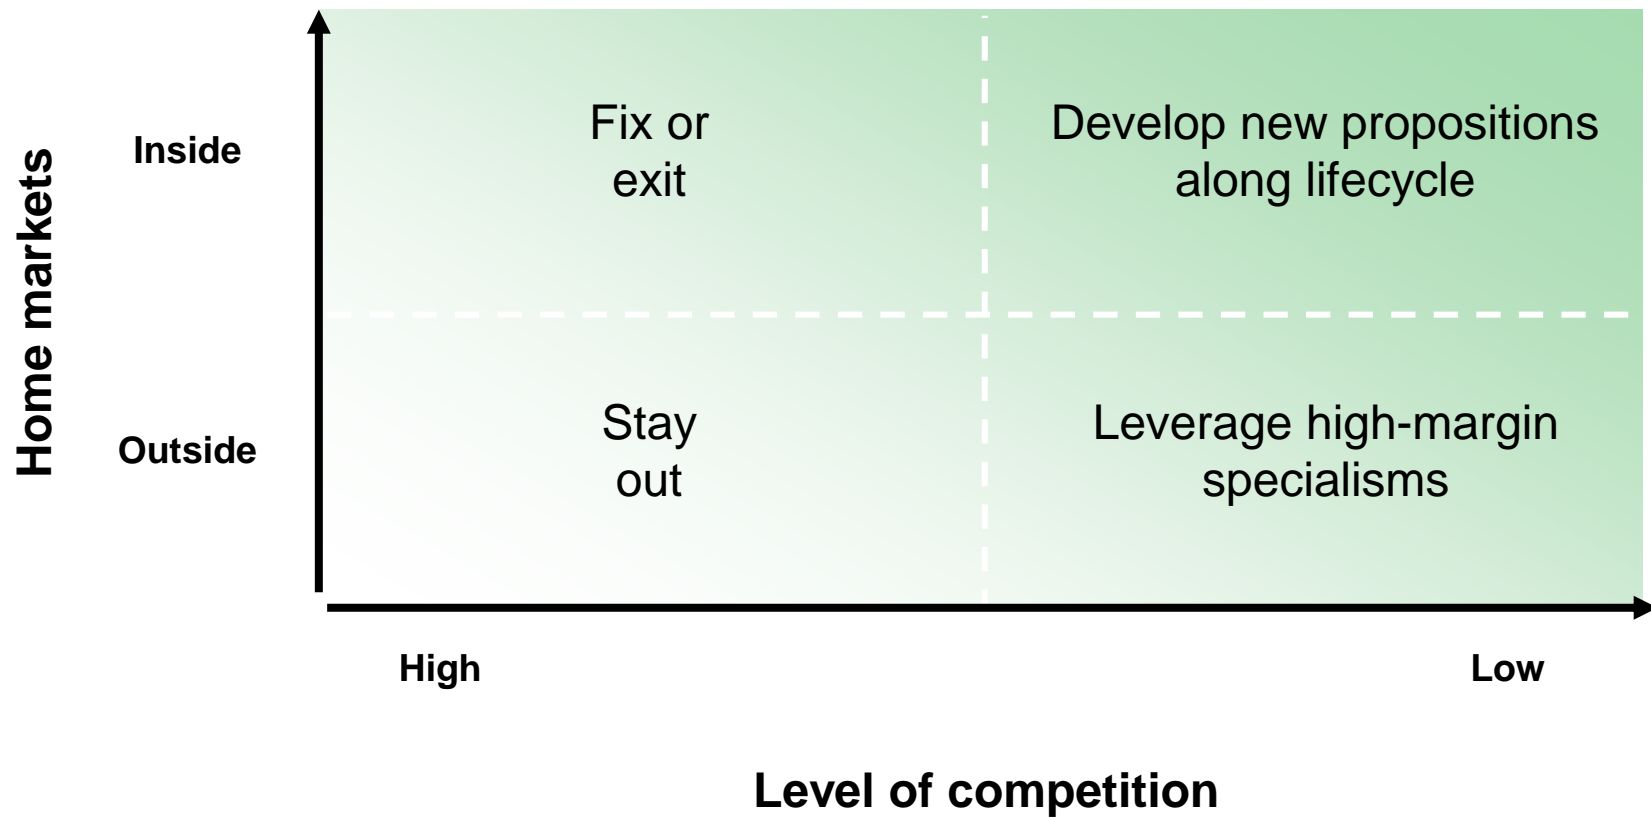 Home markets
Inside
Fix or
exit
Develop new propositions
along lifecycle
Outside
Stay
out
Leverage high-margin
specialisms
High
Low
Level of competition